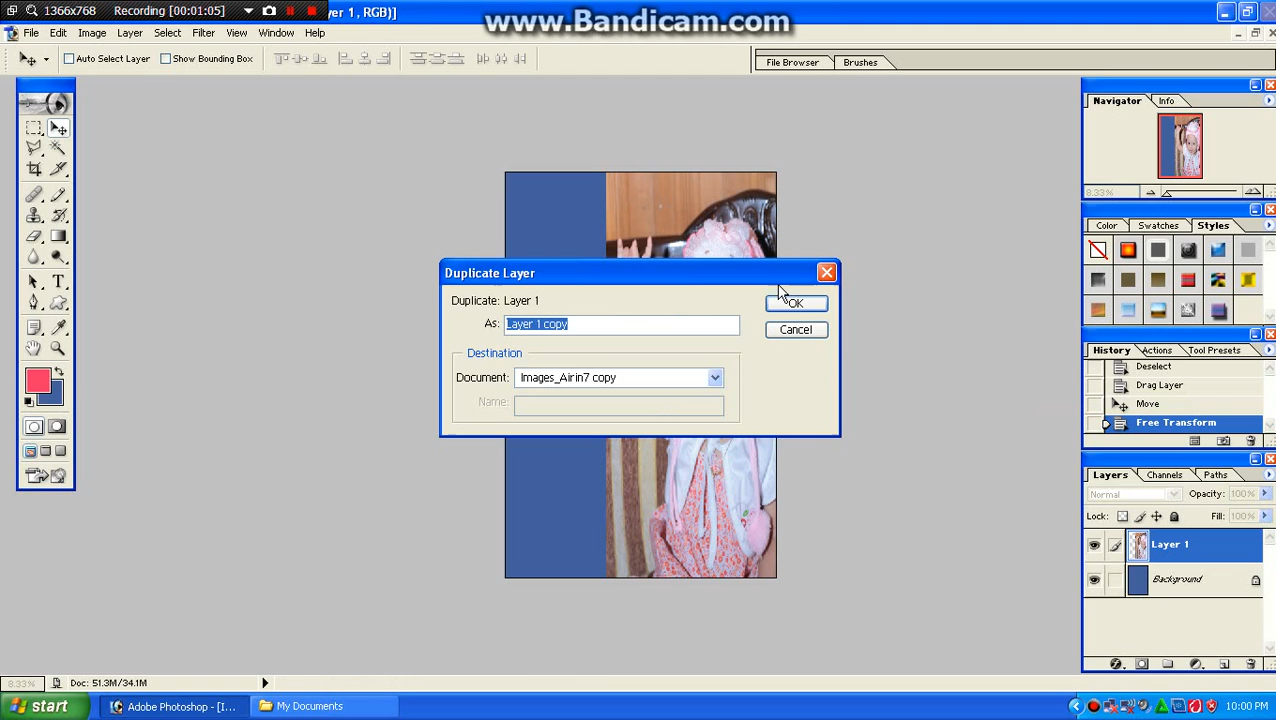 1366x768 Recording [00:01:05] yer 1, RGB)]
www.Bandicam.com
File Edit Image Layer Select Filter View Window Help
Auto Select Layer Show Bounding Box File Browser Brushes
Navigator Info
8.33%
Color Swatches Styles
Duplicate Layer
Duplicate: Layer 1 OK
As: Layer 1 copy
Cancel
Destination
Document: Images_Airin7 copy
Name:
History Actions Tool Presets
Deselect
Drag Layer
Move
Free Transform
Layers Channels Paths
Normal Opacity: 100%
Lock: Fill: 100%
Layer 1
Background
8.33% Doc: 51.3M/34.1M
start Adobe Photoshop - [I... My Documents 10:00 PM